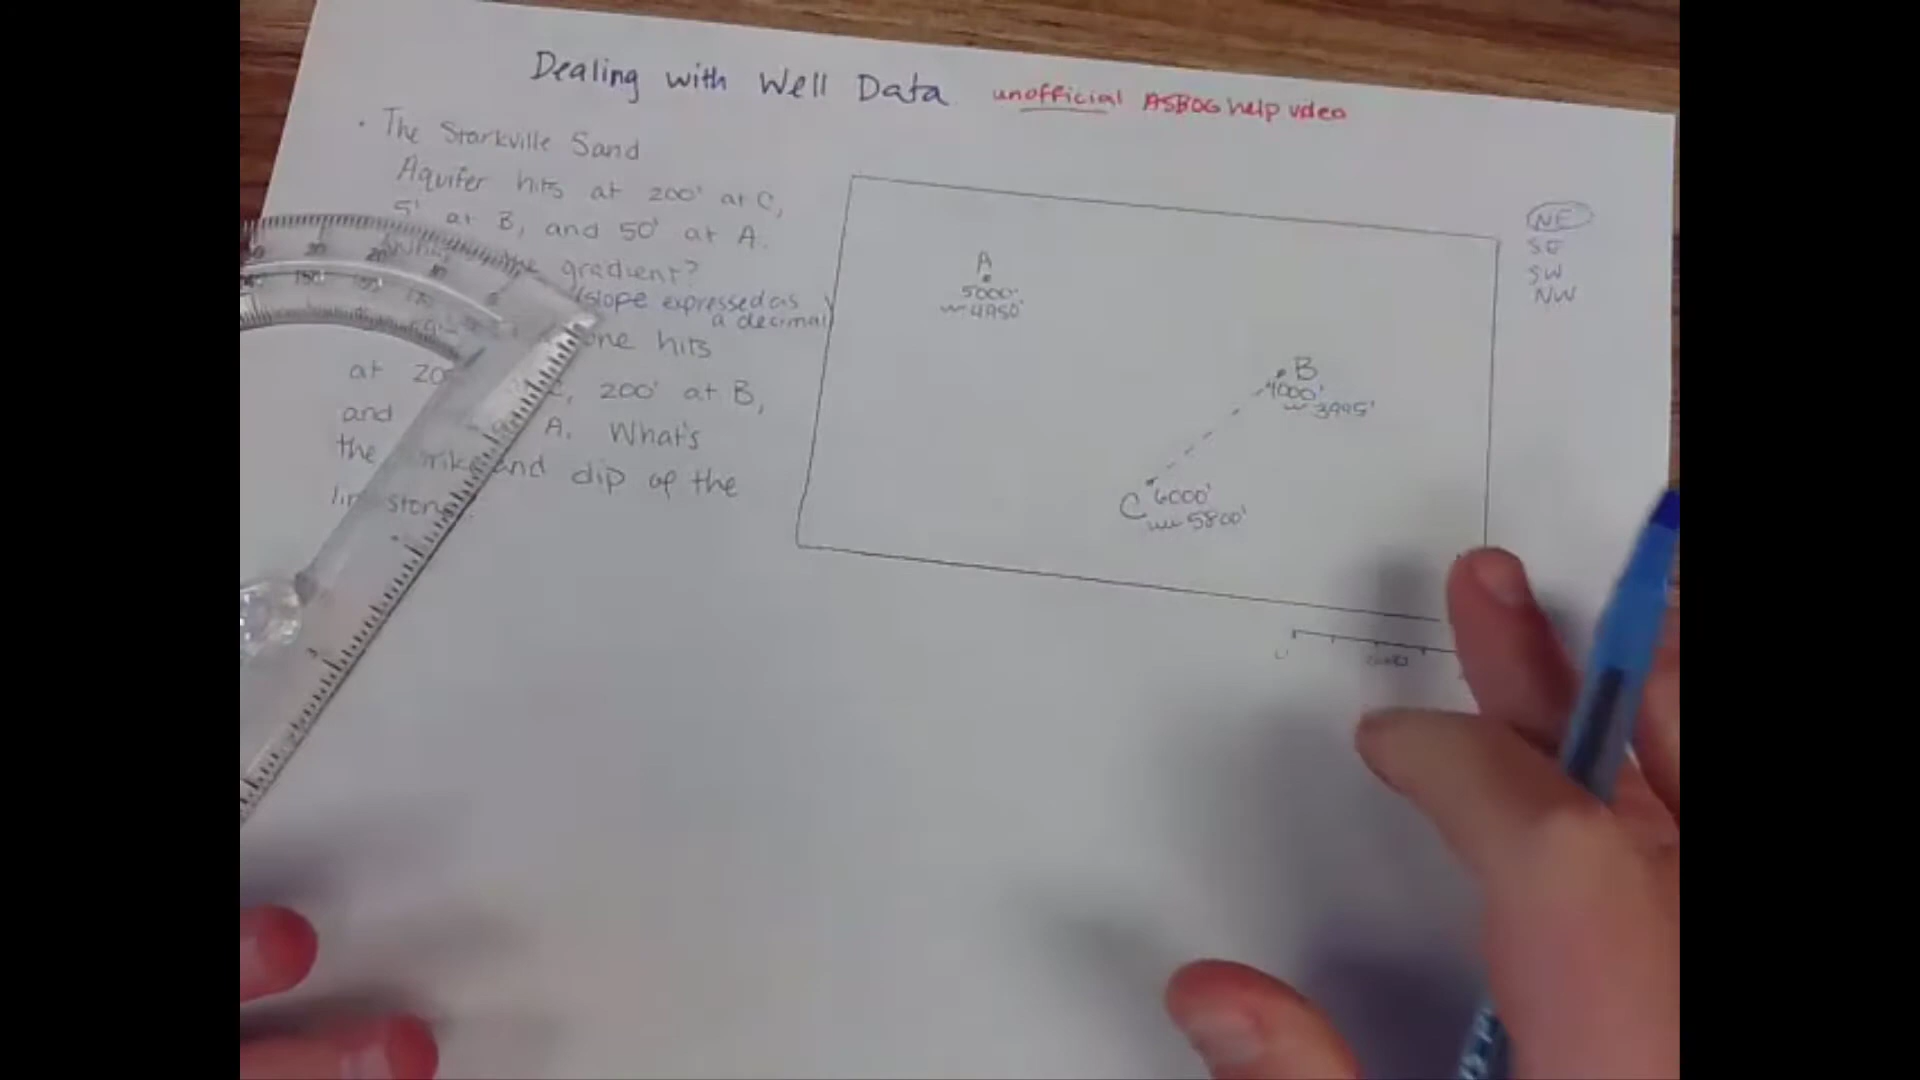 Dealing with Well Data unofficial ASBOG help video
• The Starkville Sand
Aquifer hits at 200' at C,
5' at B, and 50' at A.
the gradient?
(slope expressed as
a decimal)
hits
at C, 200' at B,
and A. What's
the and dip of the
A
5000'
4950'
B
4000'
3995'
C 6000'
5800'
NE
SE
SW
NW